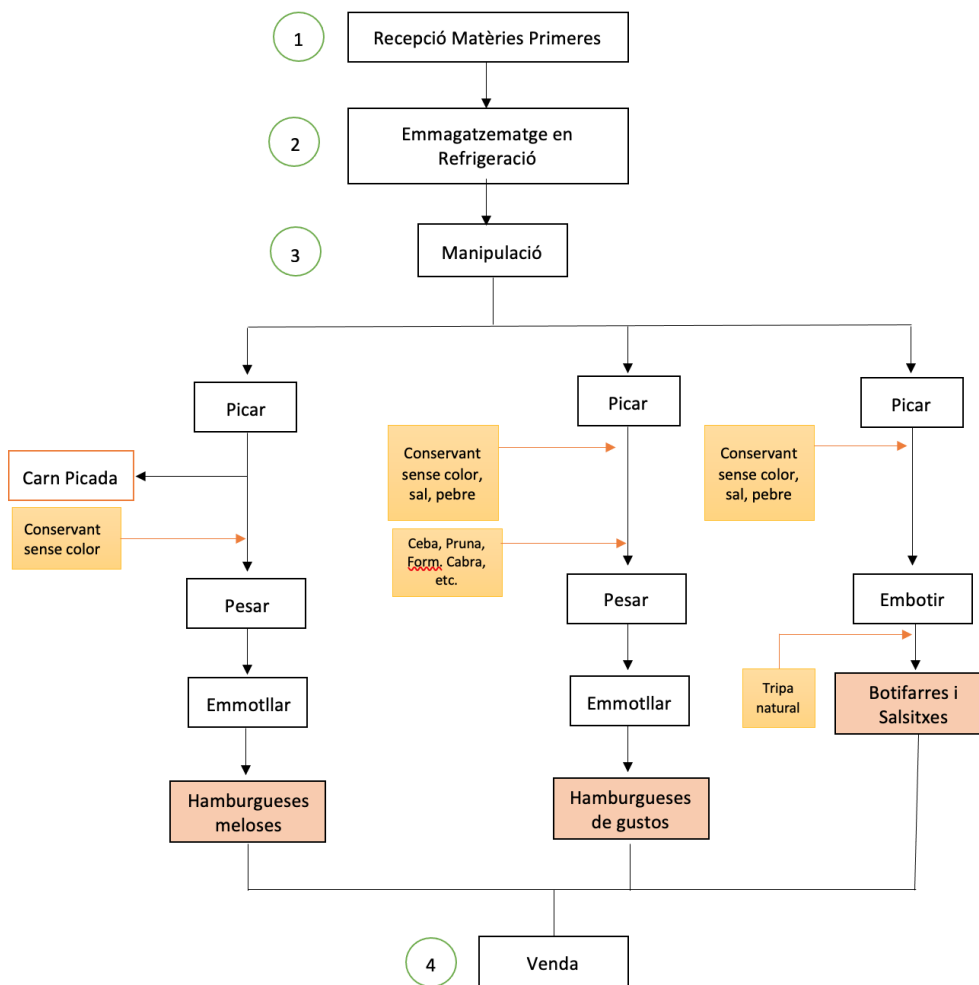 1
Recepció Matèries Primeres
2
Emmagatzematge en
Refrigeració
3
Manipulació
Picar
Picar
Picar
Carn Picada
Conservant
sense color
Conservant
sense color,
sal, pebre
Ceba, Pruna,
Form. Cabra,
etc.
Conservant
sense color,
sal, pebre
Pesar
Pesar
Embotir
Emmotllar
Emmotllar
Tripa
natural
Botifarres i
Salsitxes
Hamburgueses
meloses
Hamburgueses
de gustos
4
Venda